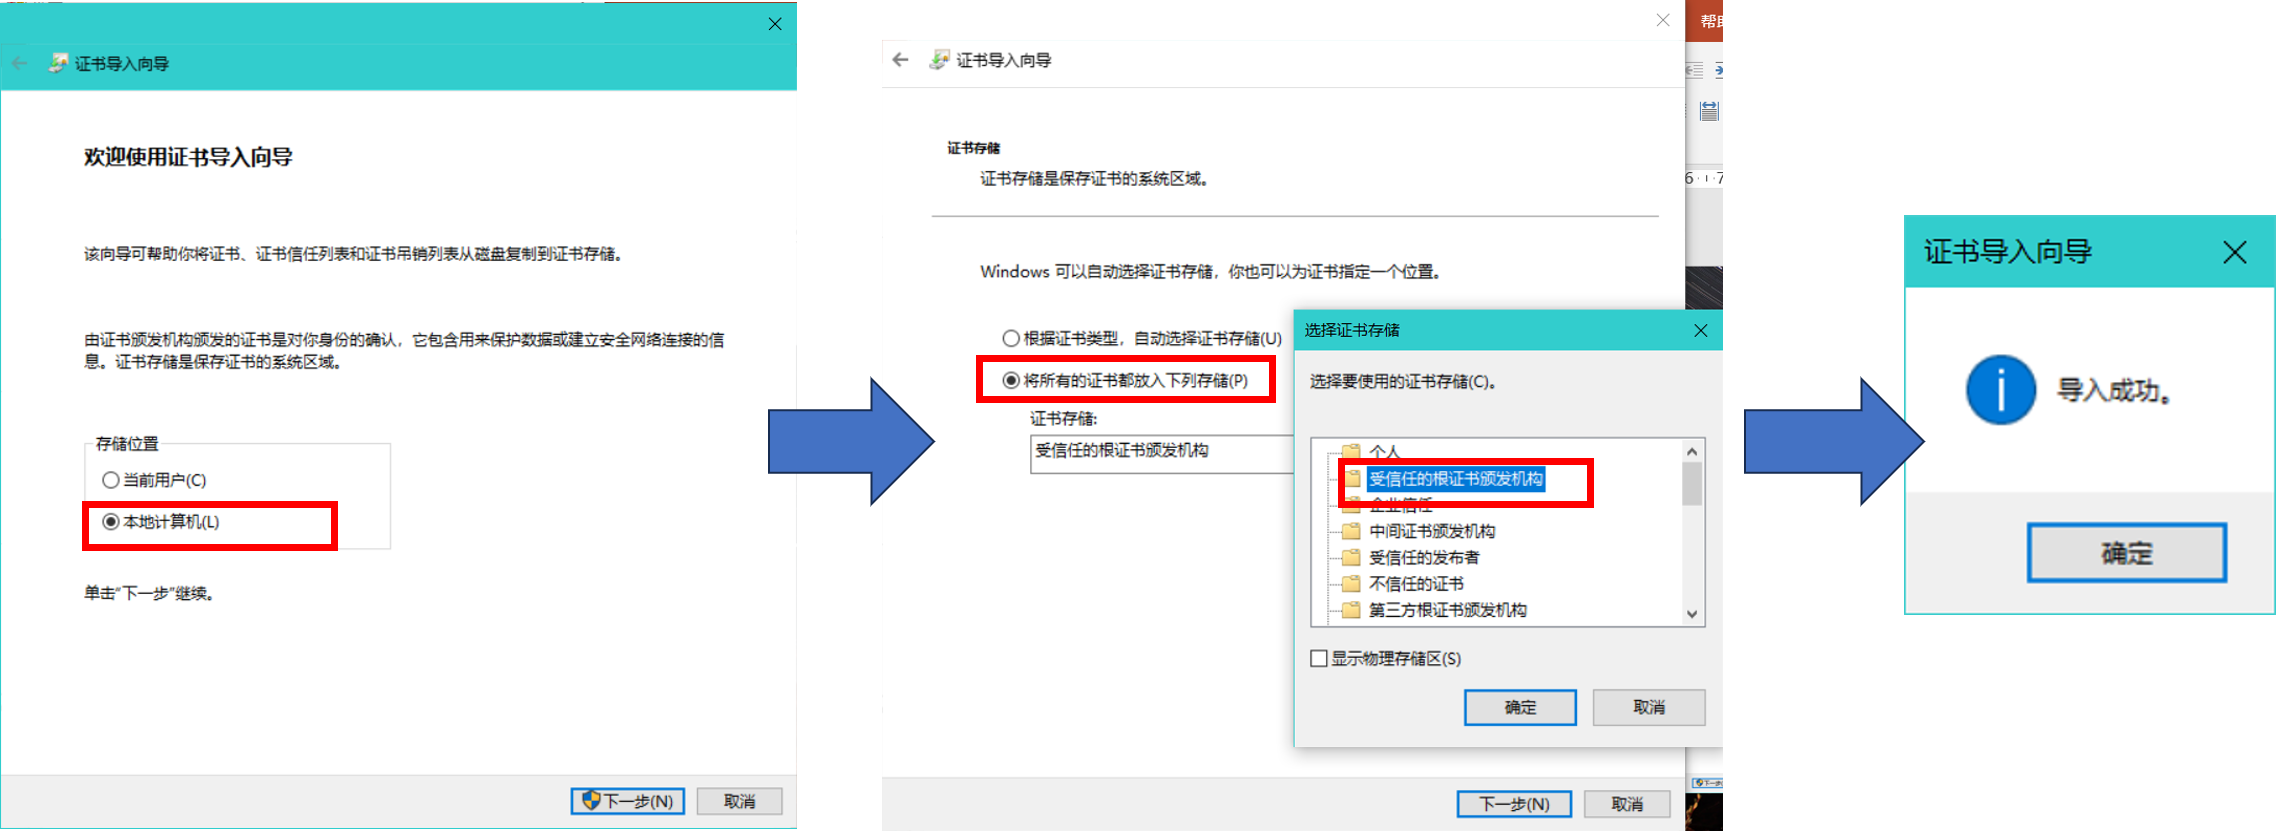 证书导入向导
欢迎使用证书导入向导
该向导可帮助你将证书、证书信任列表和证书吊销列表从磁盘复制到证书存储。
由证书颁发机构颁发的证书是对你身份的确认，它包含用来保护数据或建立安全网络连接的信
息。证书存储是保存证书的系统区域。
存储位置
当前用户(C)
本地计算机(L)
单击"下一步"继续。
下一步(N)
取消
证书导入向导
证书存储
证书存储是保存证书的系统区域。
Windows 可以自动选择证书存储，你也可以为证书指定一个位置。
根据证书类型，自动选择证书存储(U)
将所有的证书都放入下列存储(P)
证书存储:
受信任的根证书颁发机构
下一步(N)
取消
选择证书存储
选择要使用的证书存储(C)。
个人
受信任的根证书颁发机构
企业信任
中间证书颁发机构
受信任的发布者
不信任的证书
第三方根证书颁发机构
显示物理存储区(S)
确定
取消
6 · ı · 7
证书导入向导
导入成功。
确定